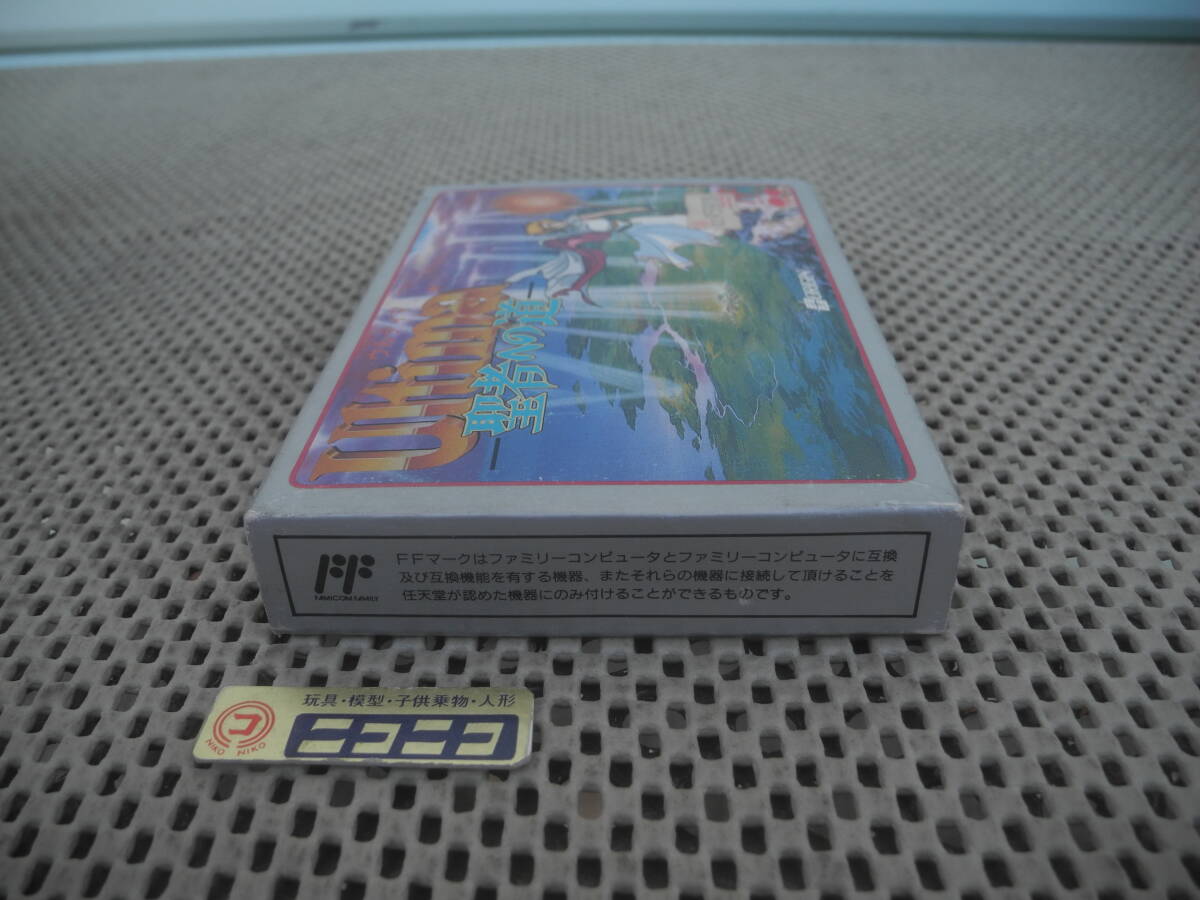 Ultima
聖者への道
FFマークはファミリーコンピュータとファミリーコンピュータに互換
及び互換機能を有する機器、またそれらの機器に接続して頂けることを
任天堂が認めた機器にのみ付けることができるものです。
FAMICOM FAMILY
玩具・模型・子供乗物・人形
コ
NIKO NIKO
ニコニコ